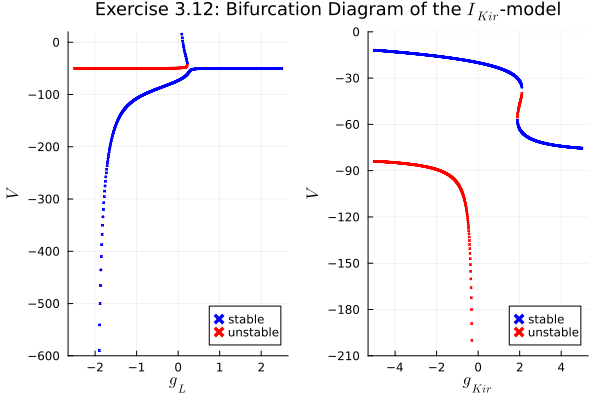 Exercise 3.12: Bifurcation Diagram of the I_Kir-model
0
−100
−200
−300
−400
−500
−600
V
−2
−1
0
1
2
g_L
stable
unstable
0
−30
−60
−90
−120
−150
−180
−210
V
−4
−2
0
2
4
g_Kir
stable
unstable